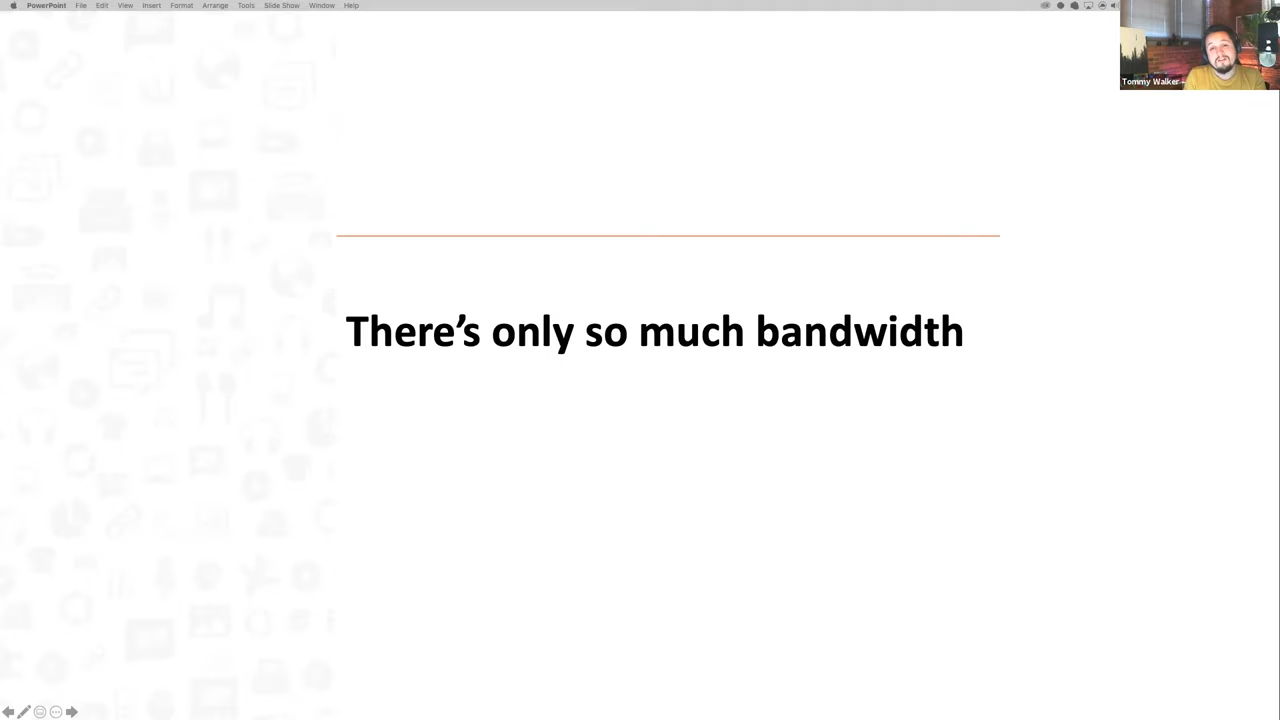 PowerPoint File Edit View Insert Format Arrange Tools Slide Show Window Help
Tommy Walker
There’s only so much bandwidth